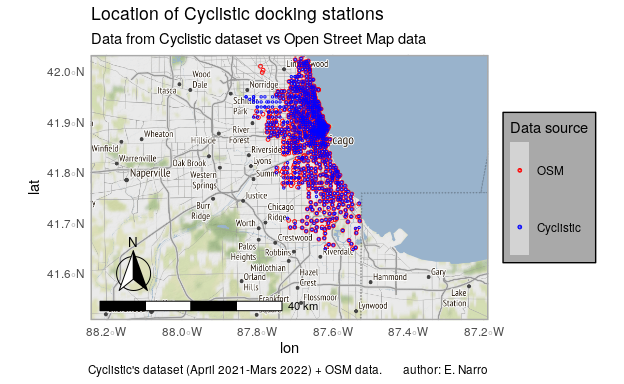 Location of Cyclistic docking stations
Data from Cyclistic dataset vs Open Street Map data
lat
42.0°N
41.9°N
41.8°N
41.7°N
41.6°N
Wood
Dale
Itasca
Norridge
River
Forest
Hillside
Wheaton
Winfield
Warrenville
Oak Brook
Riverside
Lyons
Naperville
Western
Springs
Justice
Burr
Ridge
Chicago
Ridge
Worth
Crestwood
Palos
Heights
Robbins
Riverdale
Midlothian
Orland
Hills
Hazel
Crest
Hammond
Gary
Lake
Station
Frankfort
Flossmoor
Lynwood
N
40 km
88.2°W
88.0°W
87.8°W
87.6°W
87.4°W
87.2°W
lon
Data source
OSM
Cyclistic
Cyclistic's dataset (April 2021-Mars 2022) + OSM data. author: E. Narro